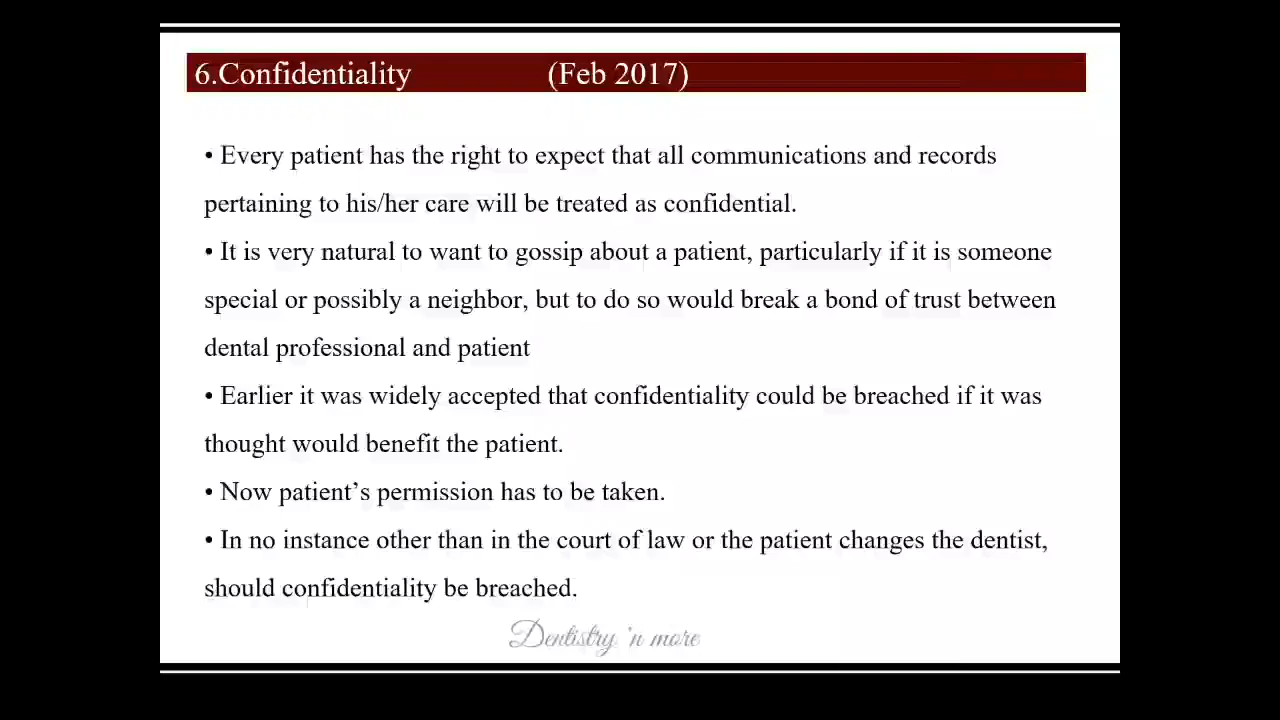 6.Confidentiality (Feb 2017)
• Every patient has the right to expect that all communications and records
pertaining to his/her care will be treated as confidential.
• It is very natural to want to gossip about a patient, particularly if it is someone
special or possibly a neighbor, but to do so would break a bond of trust between
dental professional and patient
• Earlier it was widely accepted that confidentiality could be breached if it was
thought would benefit the patient.
• Now patient’s permission has to be taken.
• In no instance other than in the court of law or the patient changes the dentist,
should confidentiality be breached.
Dentistry 'n more